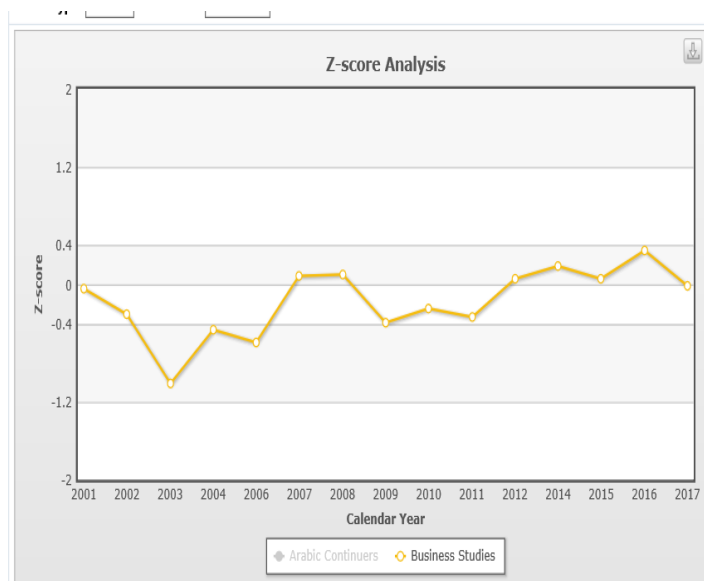 Z-score Analysis
2
1.2
0.4
0
-0.4
-1.2
-2
Z-score
2001 2002 2003 2004 2006 2007 2008 2009 2010 2011 2012 2014 2015 2016 2017
Calendar Year
Arabic Continuers Business Studies